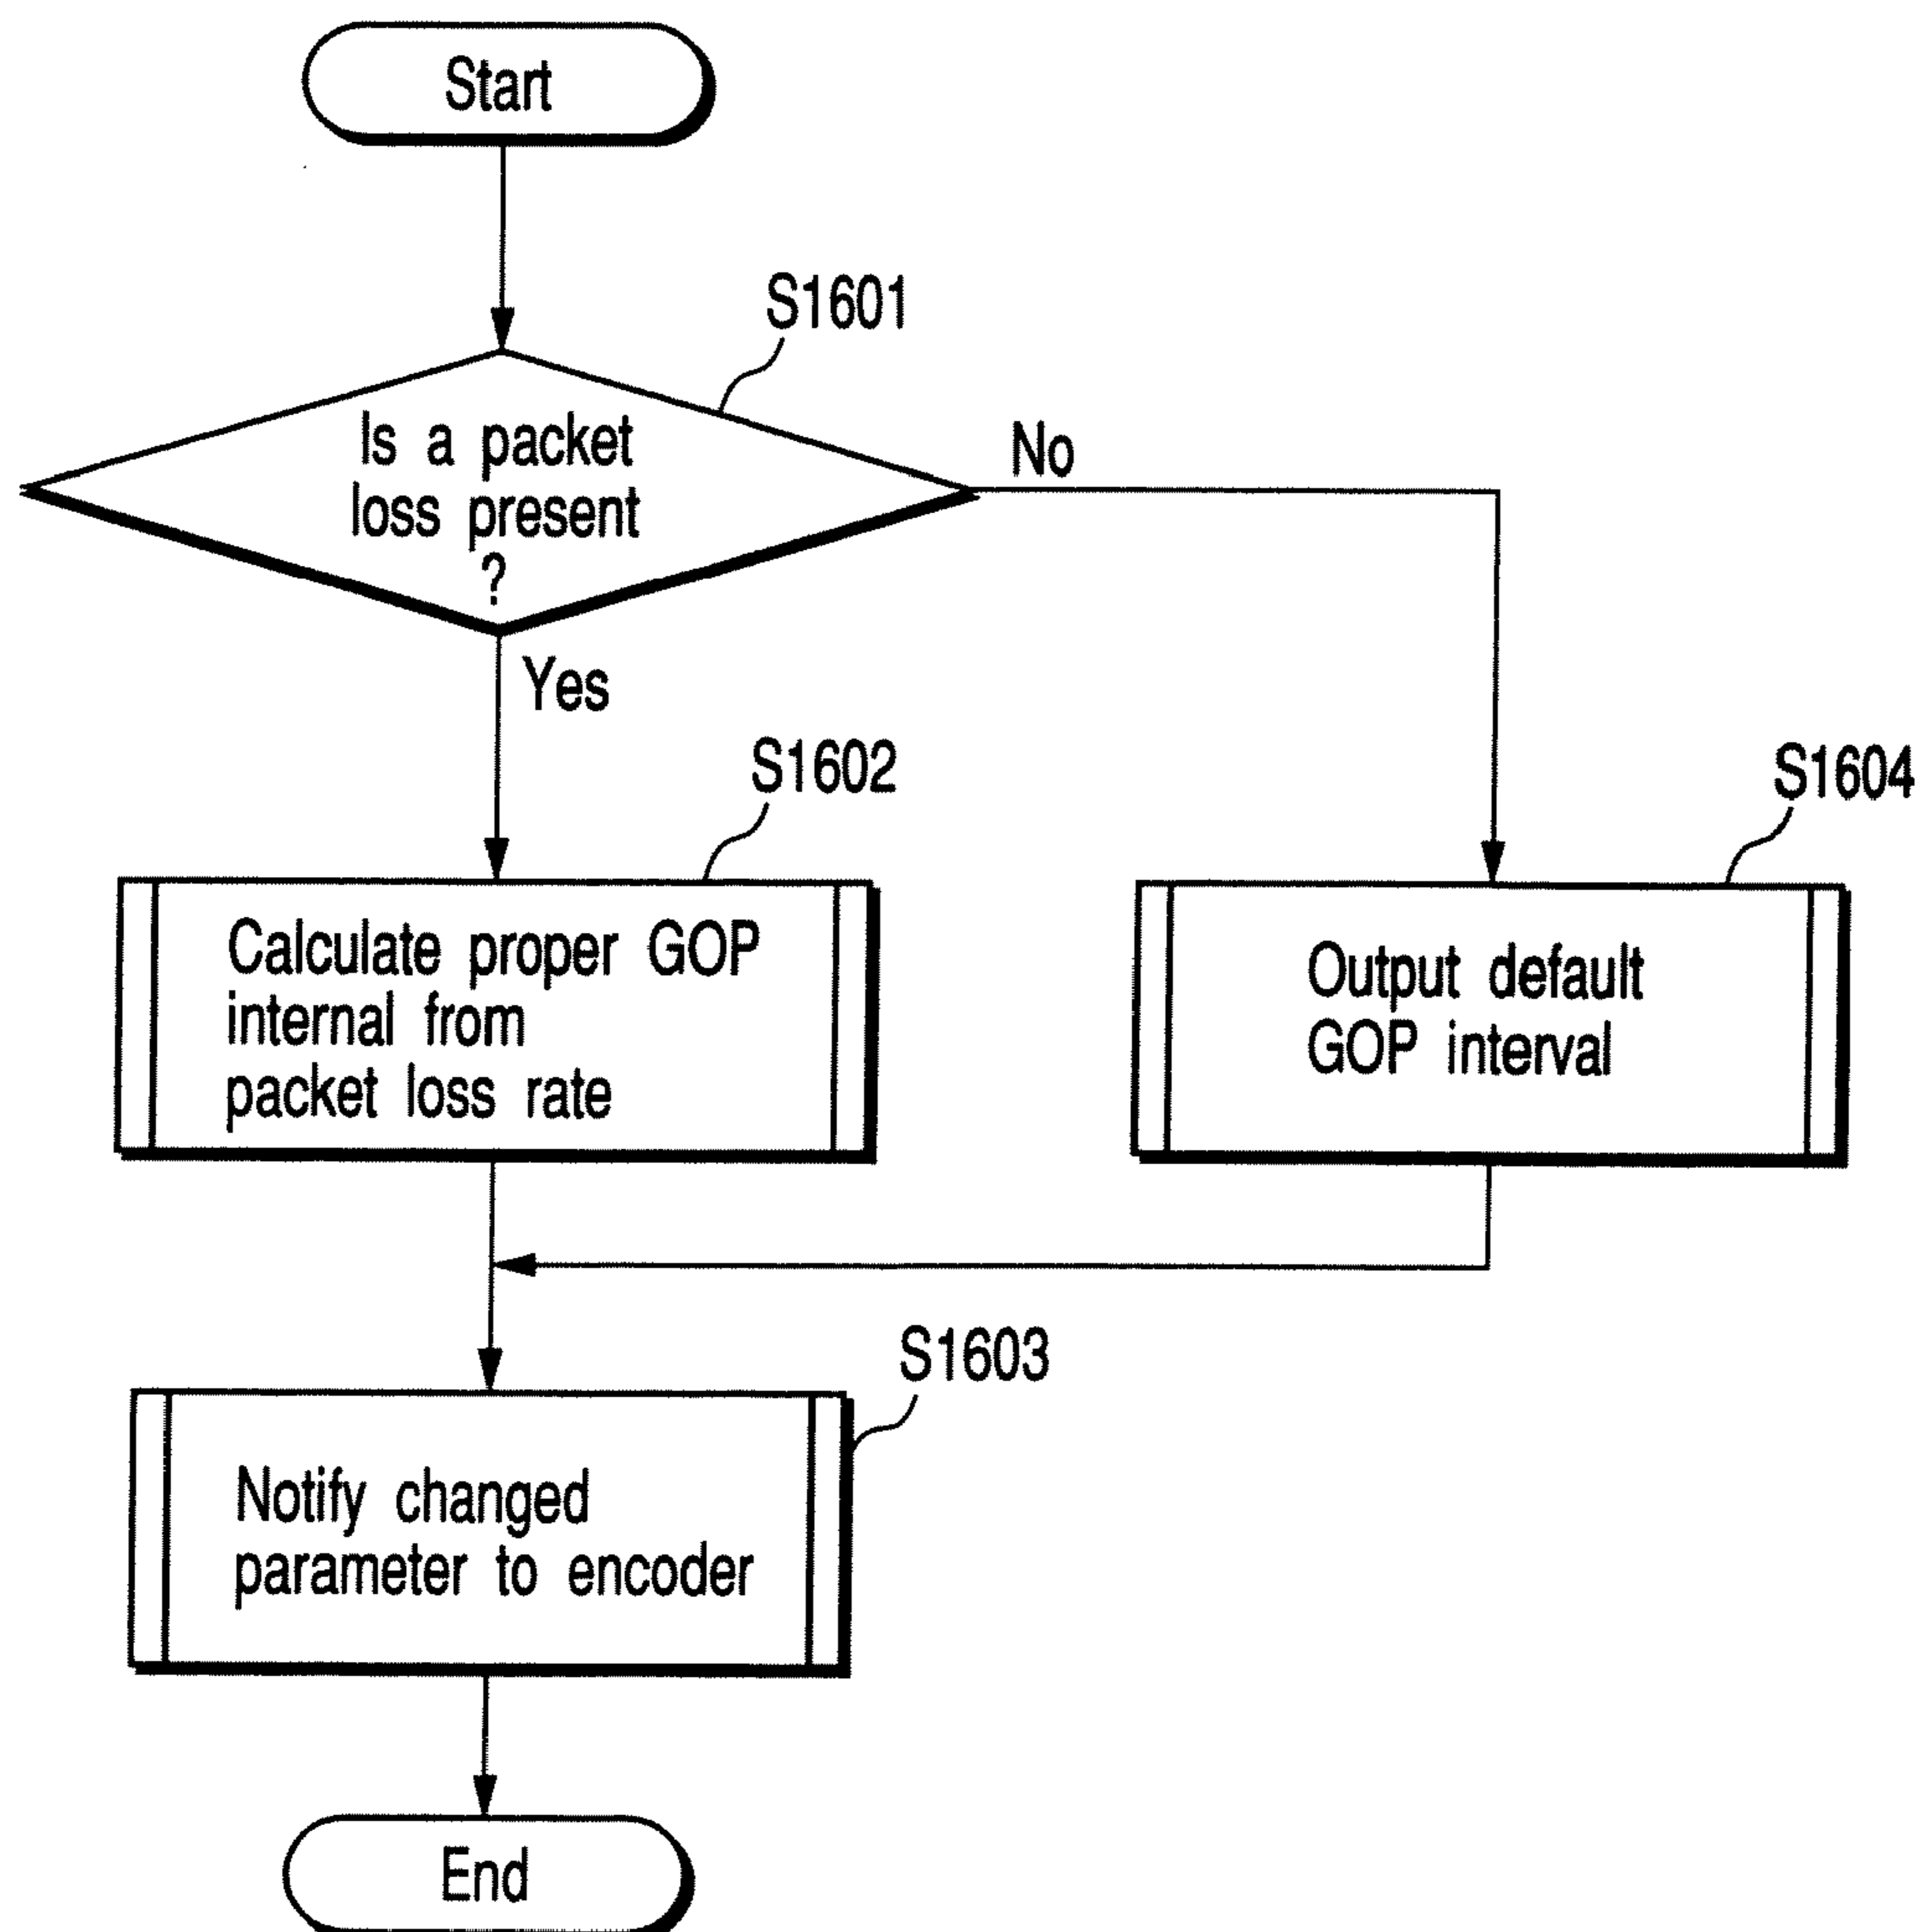 Start
S1601
Is a packet
loss present
?
No
Yes
S1602
S1604
Calculate proper GOP
internal from
packet loss rate
Output default
GOP interval
S1603
Notify changed
parameter to encoder
End